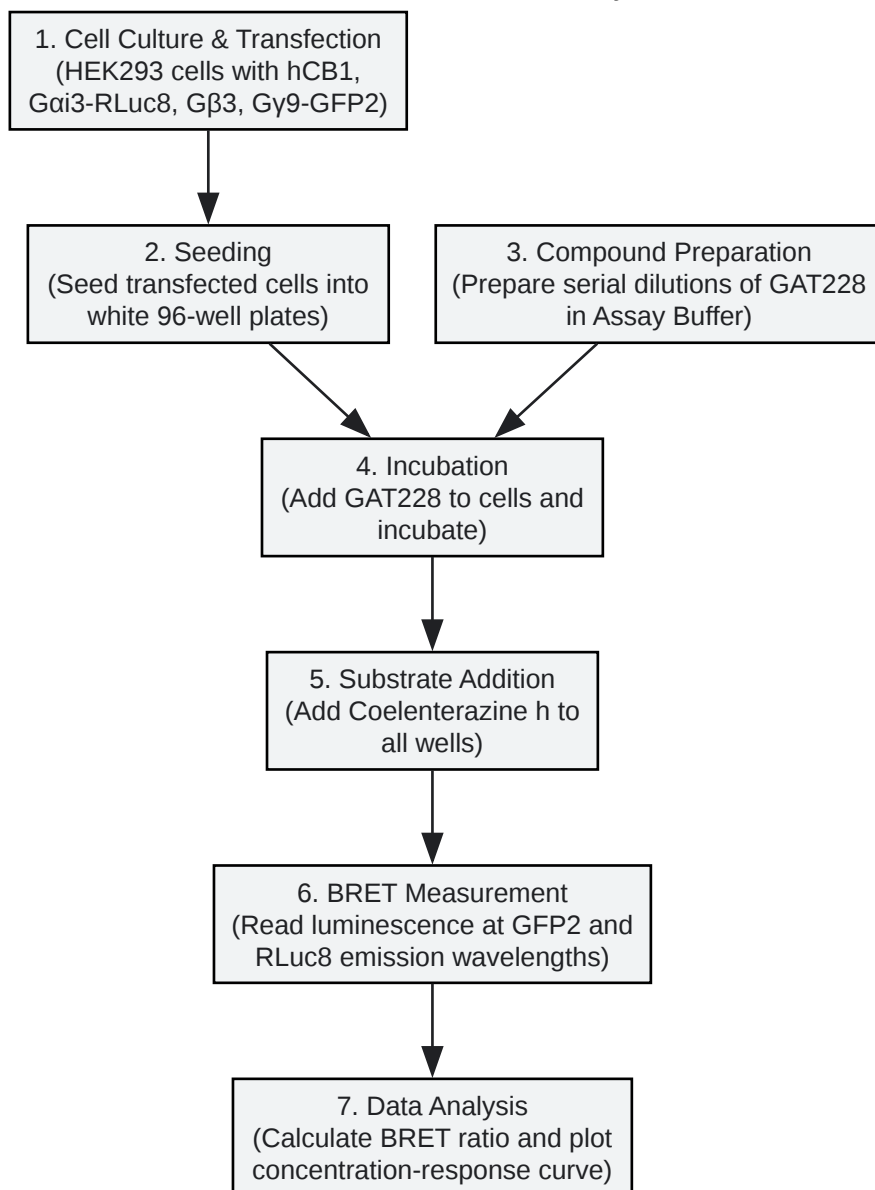 1. Cell Culture & Transfection
(HEK293 cells with hCB1,
Gαi3-RLuc8, Gβ3, Gγ9-GFP2)
2. Seeding
(Seed transfected cells into
white 96-well plates)
3. Compound Preparation
(Prepare serial dilutions of GAT228
in Assay Buffer)
4. Incubation
(Add GAT228 to cells and
incubate)
5. Substrate Addition
(Add Coelenterazine h to
all wells)
6. BRET Measurement
(Read luminescence at GFP2 and
RLuc8 emission wavelengths)
7. Data Analysis
(Calculate BRET ratio and plot
concentration-response curve)